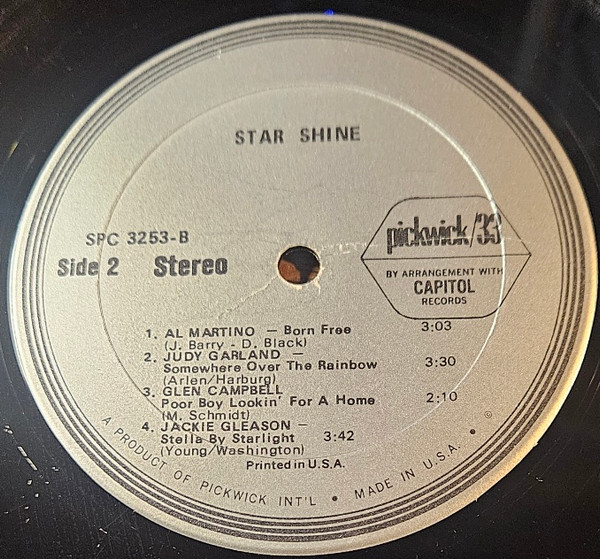 STAR SHINE
pickwick/33
BY ARRANGEMENT WITH
CAPITOL
RECORDS
SPC 3253-B
Side 2 Stereo
1. AL MARTINO — Born Free 3:03
(J. Barry - D. Black)
2. JUDY GARLAND —
Somewhere Over The Rainbow 3:30
(Arlen/Harburg)
3. GLEN CAMPBELL
Poor Boy Lookin' For A Home 2:10
(M. Schmidt)
4. JACKIE GLEASON —
Stella By Starlight 3:42
(Young/Washington)
Printed in U.S.A.
A PRODUCT OF PICKWICK INT'L • MADE IN U.S.A. • ©